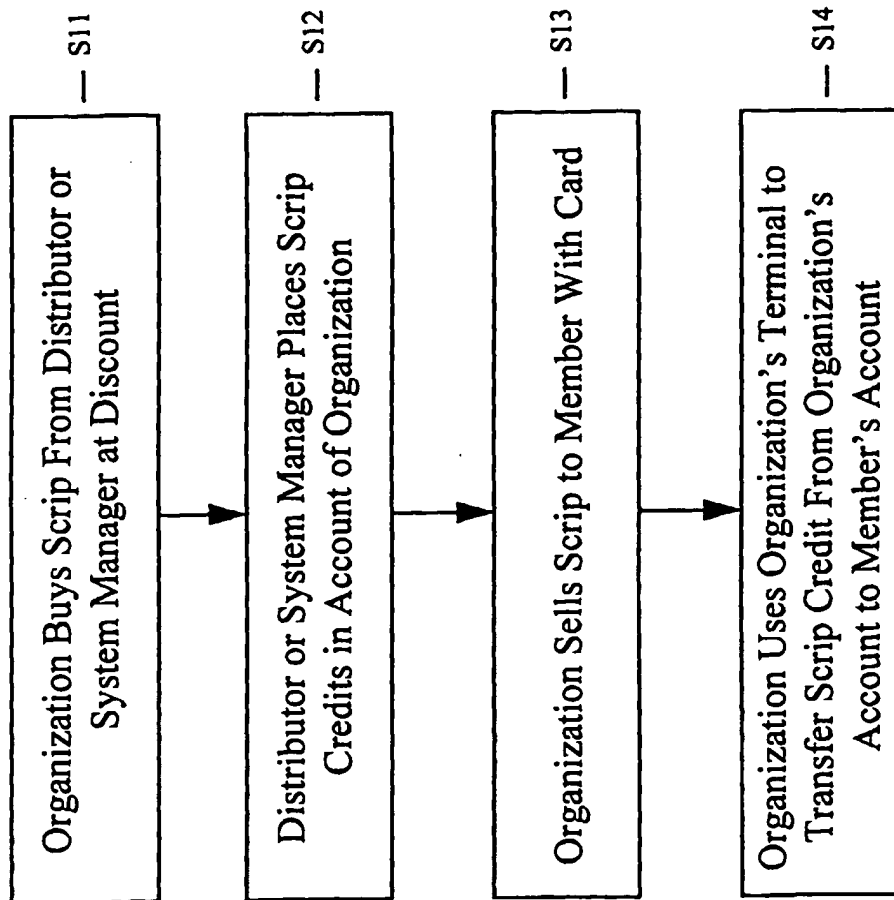 Organization Buys Scrip From Distributor or
System Manager at Discount
— S11
Distributor or System Manager Places Scrip
Credits in Account of Organization
— S12
Organization Sells Scrip to Member With Card
— S13
Organization Uses Organization's Terminal to
Transfer Scrip Credit From Organization's
Account to Member's Account
— S14